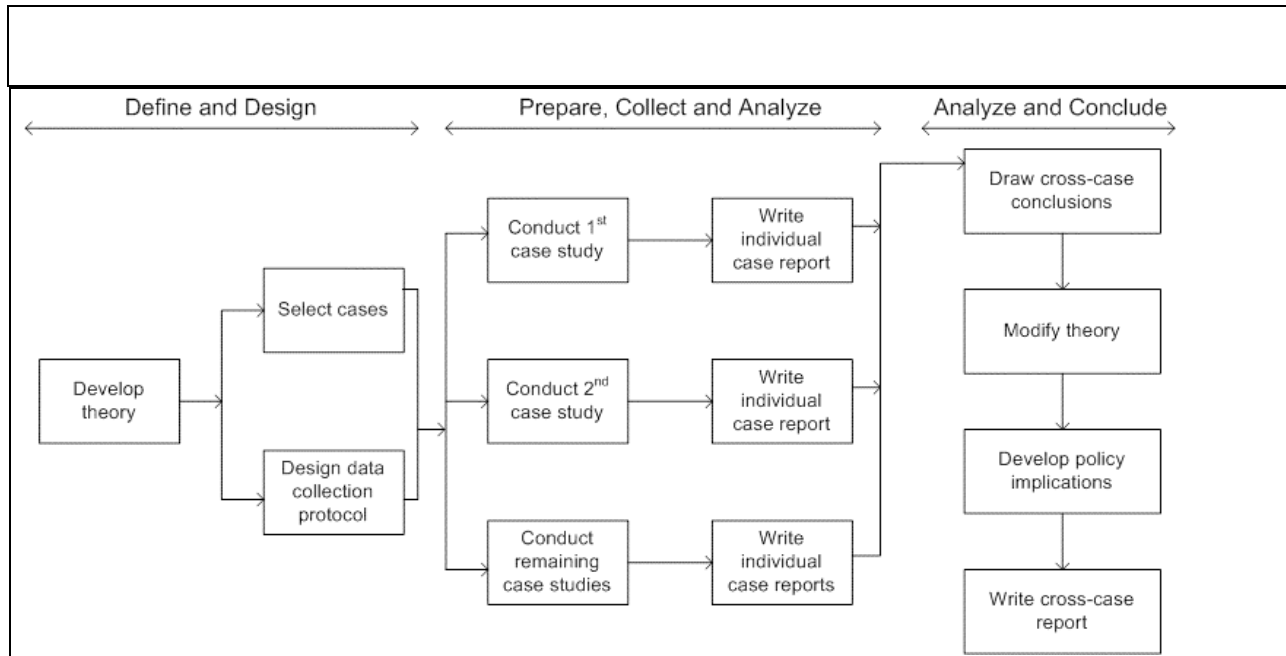 Define and Design
Prepare, Collect and Analyze
Analyze and Conclude
Develop
theory
Select cases
Design data
collection
protocol
Conduct 1st
case study
Write
individual
case report
Conduct 2nd
case study
Write
individual
case report
Conduct
remaining
case studies
Write
individual
case reports
Draw cross-case
conclusions
Modify theory
Develop policy
implications
Write cross-case
report